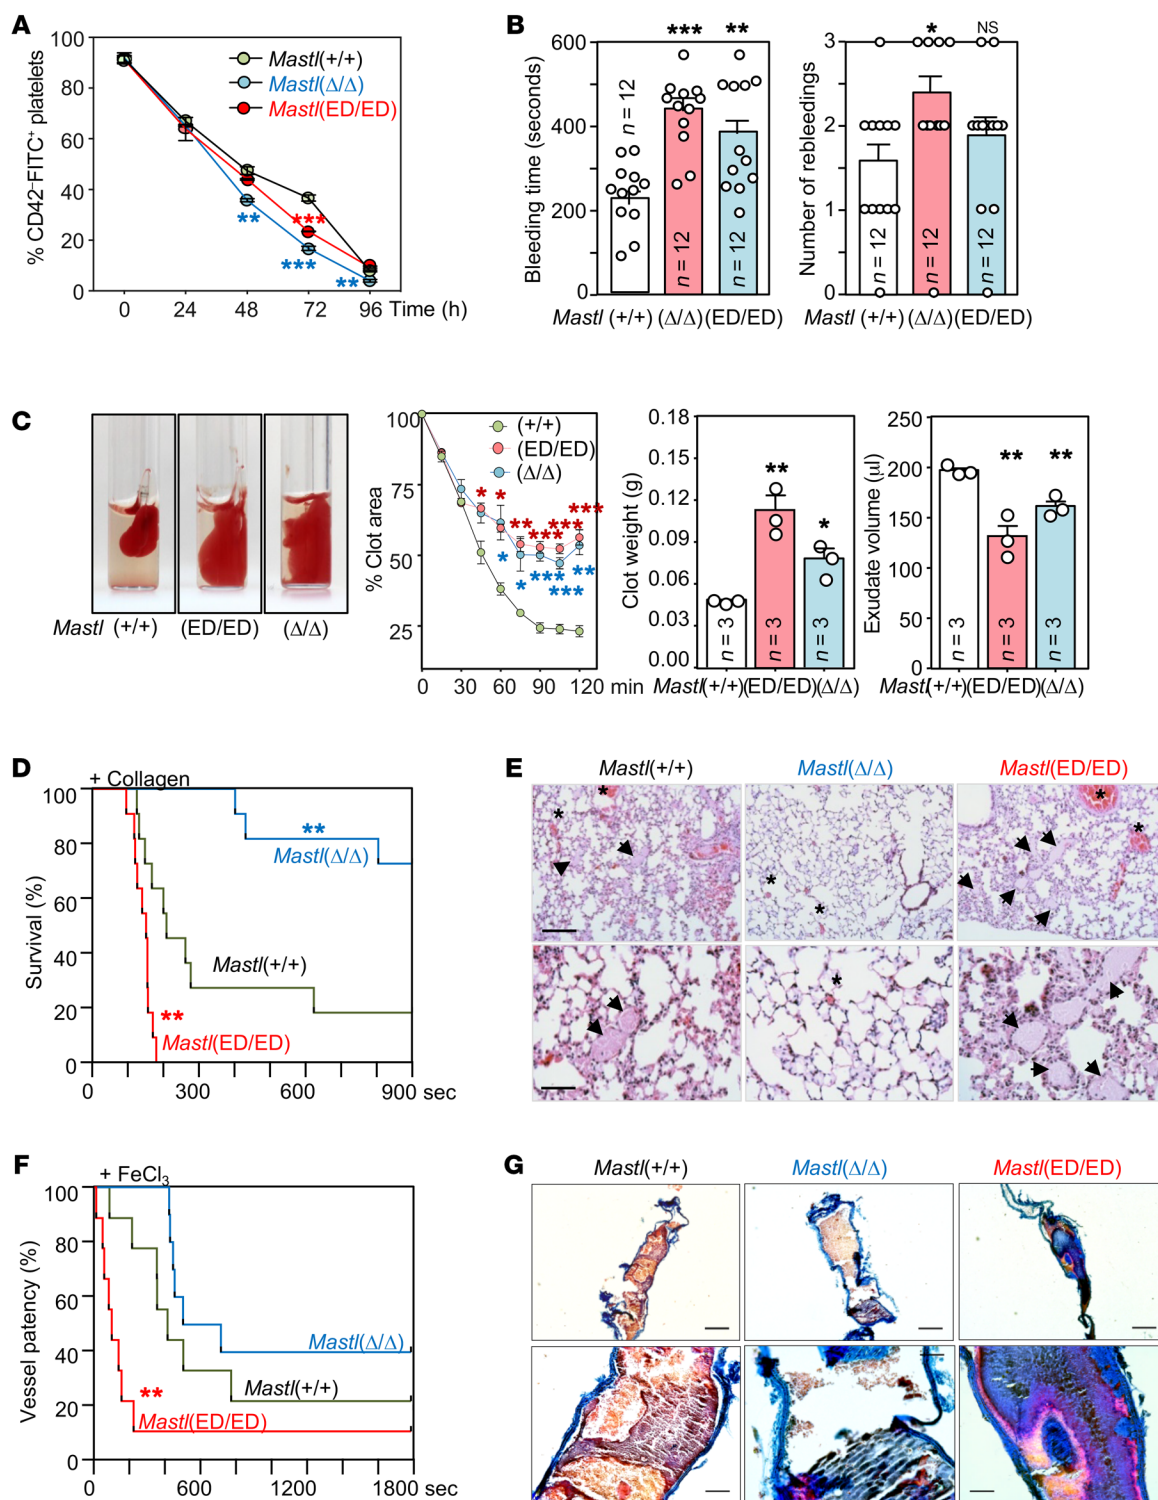 A
% CD42-FITC+ platelets
100
80
60
40
20
0
Mastl(+/+)
Mastl(Δ/Δ)
Mastl(ED/ED)
**
***
***
**
0 24 48 72 96 Time (h)
B
Bleeding time (seconds)
600
400
200
0
*** **
n = 12
n = 12
n = 12
Mastl (+/+) (Δ/Δ) (ED/ED)
Number of rebleedings
3
2
1
0
* NS
n = 12
n = 12
n = 12
Mastl (+/+) (Δ/Δ) (ED/ED)
C
Mastl (+/+) (ED/ED) (Δ/Δ)
% Clot area
100
75
50
25
(+/+)
(ED/ED)
(Δ/Δ)
* * ** *** *** ***
* * *** *** **
0 30 60 90 120 min
Clot weight (g)
0.18
0.15
0.12
0.09
0.06
0.03
0.00
** *
n = 3
n = 3
n = 3
Mastl(+/+)(ED/ED)(Δ/Δ)
Exudate volume (µl)
250
200
150
100
50
0
** **
n = 3
n = 3
n = 3
Mastl(+/+)(ED/ED)(Δ/Δ)
D
+ Collagen
Survival (%)
100
80
60
40
20
0
**
Mastl(Δ/Δ)
Mastl(+/+)
**
Mastl(ED/ED)
0 300 600 900 sec
E
Mastl(+/+) Mastl(Δ/Δ) Mastl(ED/ED)
* * * *
* *
*
F
+ FeCl3
Vessel patency (%)
100
80
60
40
20
0
Mastl(Δ/Δ)
Mastl(+/+)
**
Mastl(ED/ED)
0 600 1200 1800 sec
G
Mastl(+/+) Mastl(Δ/Δ) Mastl(ED/ED)